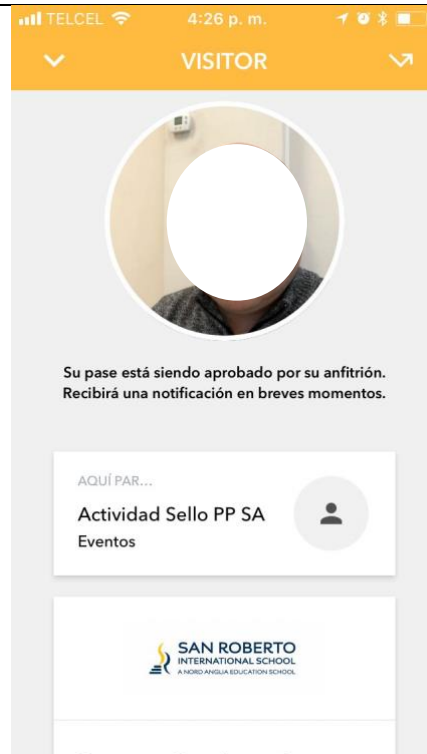 TELCEL 4:26 p. m.
VISITOR
Su pase está siendo aprobado por su anfitrión.
Recibirá una notificación en breves momentos.
AQUÍ PAR...
Actividad Sello PP SA
Eventos
SAN ROBERTO
INTERNATIONAL SCHOOL
A NORD ANGLIA EDUCATION SCHOOL